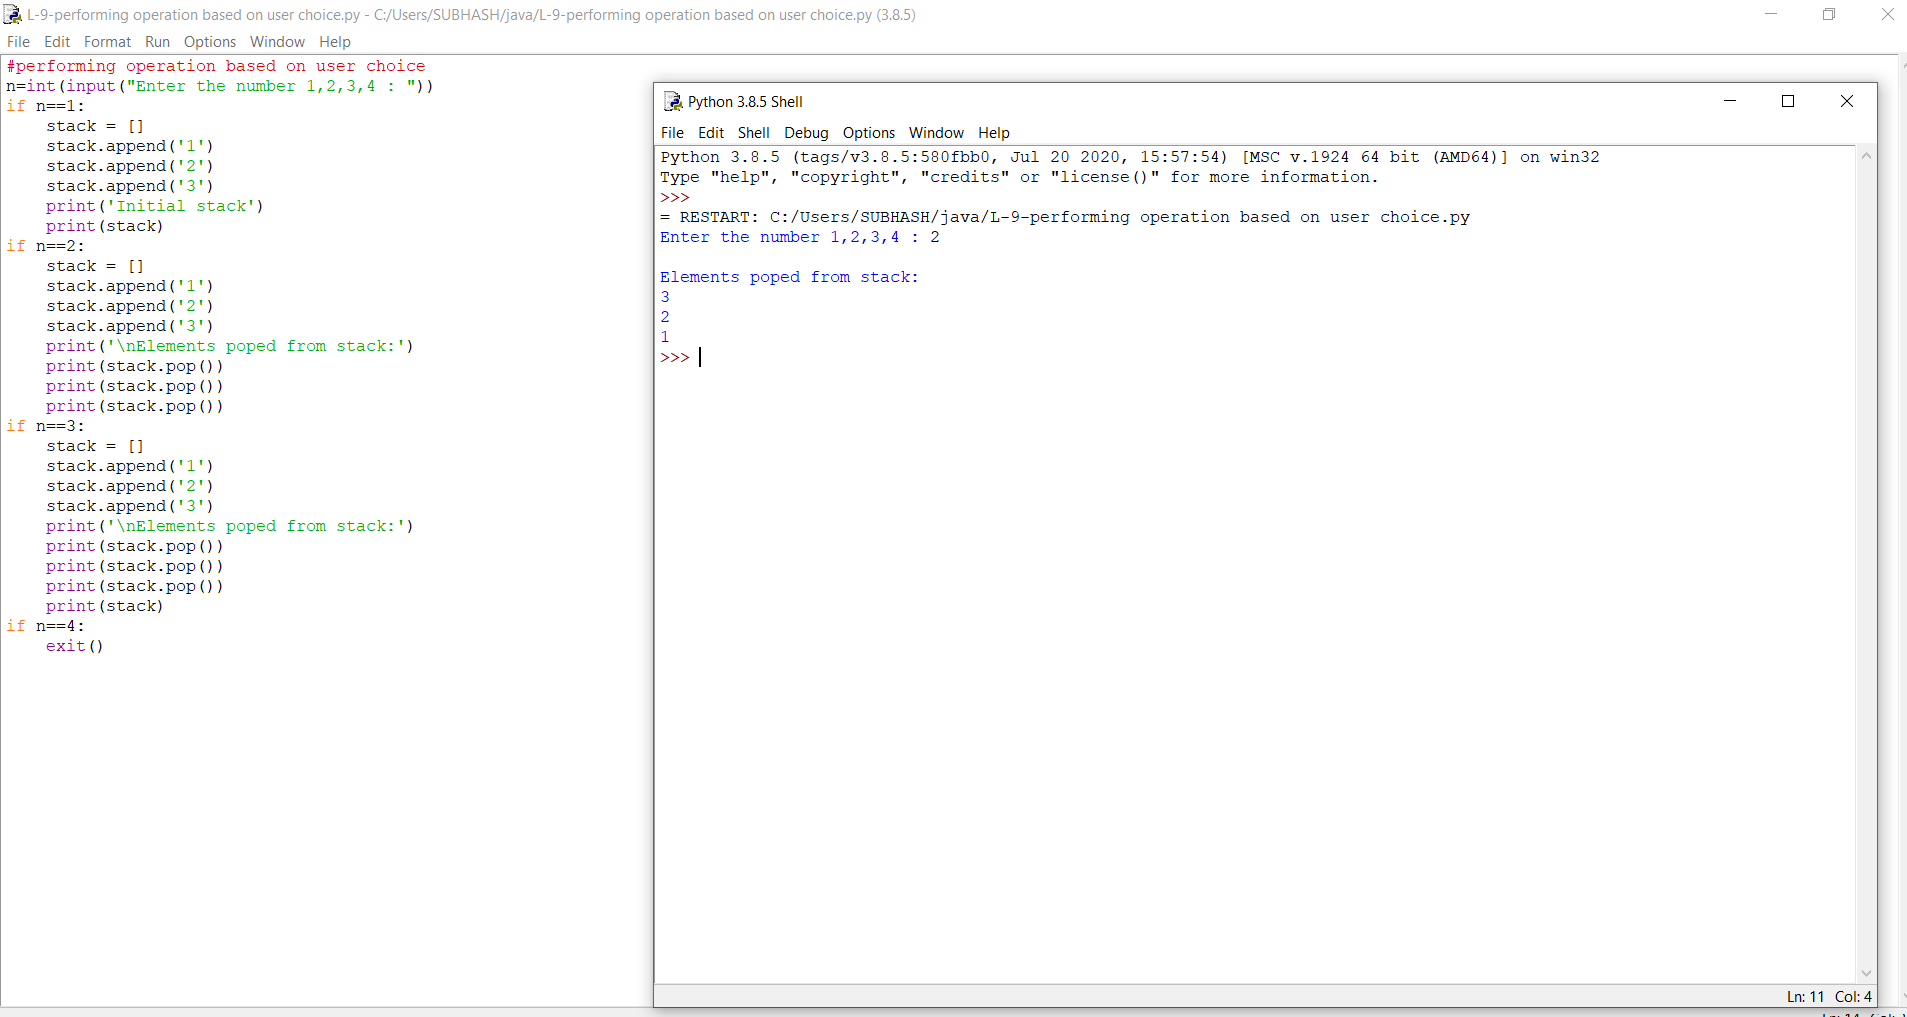 L-9-performing operation based on user choice.py - C:/Users/SUBHASH/java/L-9-performing operation based on user choice.py (3.8.5)
File Edit Format Run Options Window Help
#performing operation based on user choice
n=int(input("Enter the number 1,2,3,4 : "))
if n==1:
    stack = []
    stack.append('1')
    stack.append('2')
    stack.append('3')
    print('Initial stack')
    print(stack)
if n==2:
    stack = []
    stack.append('1')
    stack.append('2')
    stack.append('3')
    print('\nElements poped from stack:')
    print(stack.pop())
    print(stack.pop())
    print(stack.pop())
if n==3:
    stack = []
    stack.append('1')
    stack.append('2')
    stack.append('3')
    print('\nElements poped from stack:')
    print(stack.pop())
    print(stack.pop())
    print(stack.pop())
    print(stack)
if n==4:
    exit()
Python 3.8.5 Shell
File Edit Shell Debug Options Window Help
Python 3.8.5 (tags/v3.8.5:580fbb0, Jul 20 2020, 15:57:54) [MSC v.1924 64 bit (AMD64)] on win32
Type "help", "copyright", "credits" or "license()" for more information.
>>>
= RESTART: C:/Users/SUBHASH/java/L-9-performing operation based on user choice.py
Enter the number 1,2,3,4 : 2
Elements poped from stack:
3
2
1
>>>
Ln: 11 Col: 4